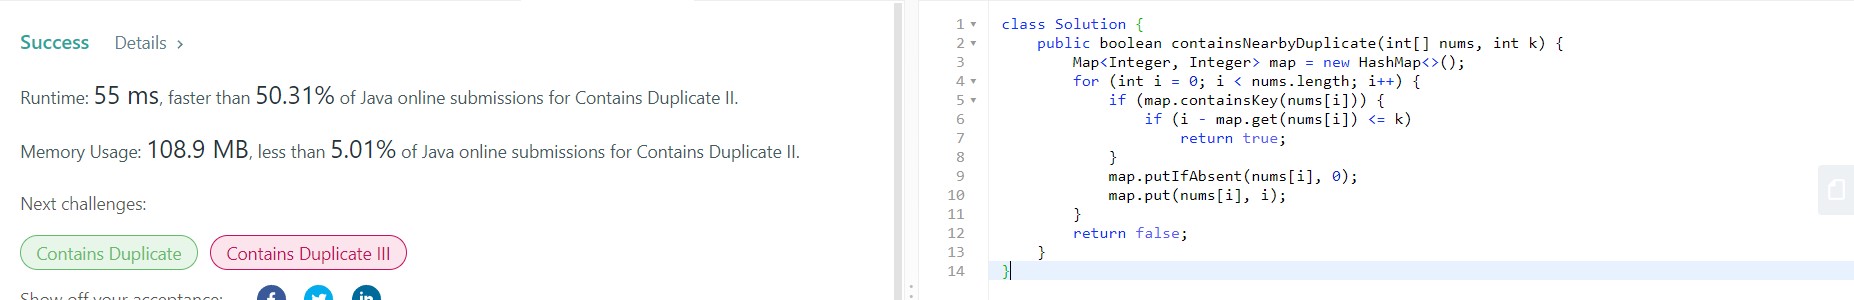 Success Details >
Runtime: 55 ms, faster than 50.31% of Java online submissions for Contains Duplicate II.
Memory Usage: 108.9 MB, less than 5.01% of Java online submissions for Contains Duplicate II.
Next challenges:
Contains Duplicate Contains Duplicate III
Show off your acceptance:
1 class Solution {
2 public boolean containsNearbyDuplicate(int[] nums, int k) {
3 Map<Integer, Integer> map = new HashMap<>();
4 for (int i = 0; i < nums.length; i++) {
5 if (map.containsKey(nums[i])) {
6 if (i - map.get(nums[i]) <= k)
7 return true;
8 }
9 map.putIfAbsent(nums[i], 0);
10 map.put(nums[i], i);
11 }
12 return false;
13 }
14 }